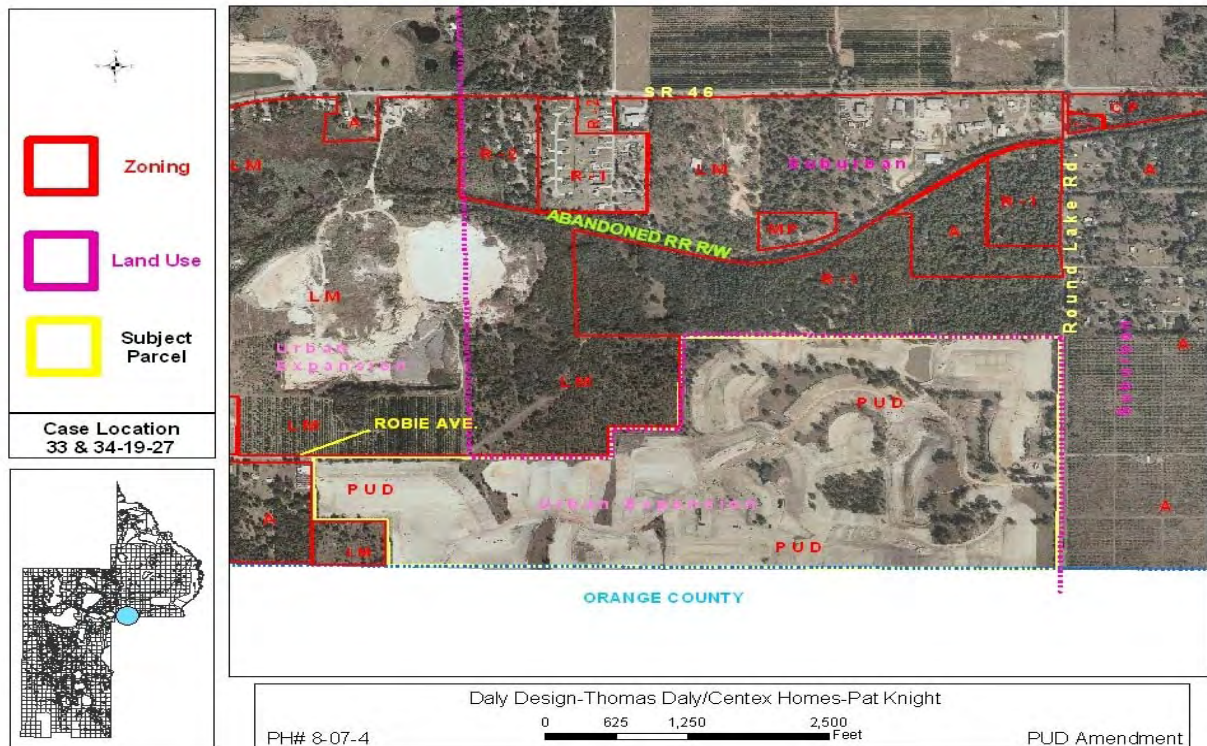 Zoning
Land Use
Subject
Parcel
Case Location
33 & 34-19-27
SR 46
A
LM
R-2
R-2
R-1
LM
Suburban
CP
A
MP
A
R-1
ABANDONED RR R/W
R-1
Round Lake Rd
LM
Urban
Expansion
LM
A
Suburban
PUD
LM
ROBIE AVE.
PUD
Urban Expansion
A
A
LM
PUD
ORANGE COUNTY
Daly Design-Thomas Daly/Centex Homes-Pat Knight
0 625 1,250 2,500
Feet
PH# 8-07-4
PUD Amendment